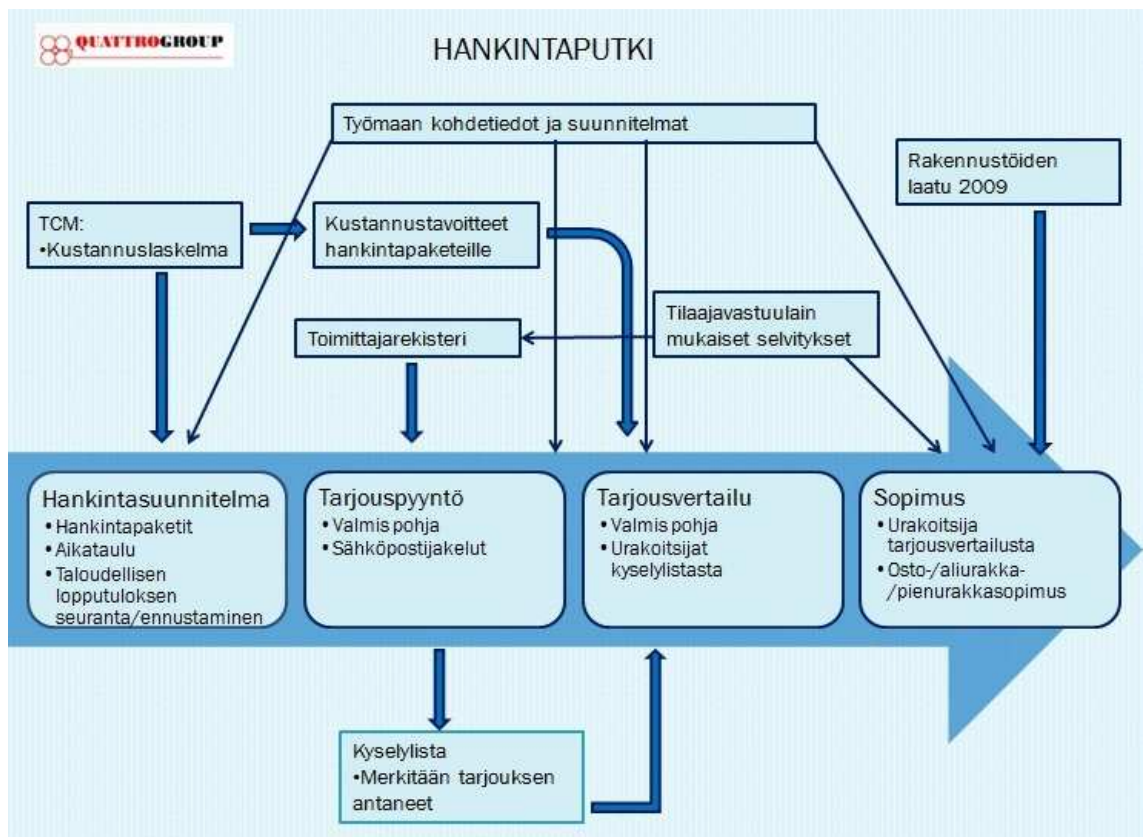 QUATTROGROUP
HANKINTAPUTKI
Työmaan kohdetiedot ja suunnitelmat
Rakennustöiden
laatu 2009
TCM:
•Kustannuslaskelma
Kustannustavoitteet
hankintapaketeille
Toimittajarekisteri
Tilaajavastuulain
mukaiset selvitykset
Hankintasuunnitelma
• Hankintapaketit
• Aikataulu
• Taloudellisen
lopputuloksen
seuranta/ennustaminen
Tarjouspyyntö
• Valmis pohja
• Sähköpostijakelut
Tarjousvertailu
• Valmis pohja
• Urakoitsijat
kyselylistasta
Sopimus
• Urakoitsija
tarjousvertailusta
• Osto-/aliurakka-
/pienurakkasopimus
Kyselylista
•Merkitään tarjouksen
antaneet